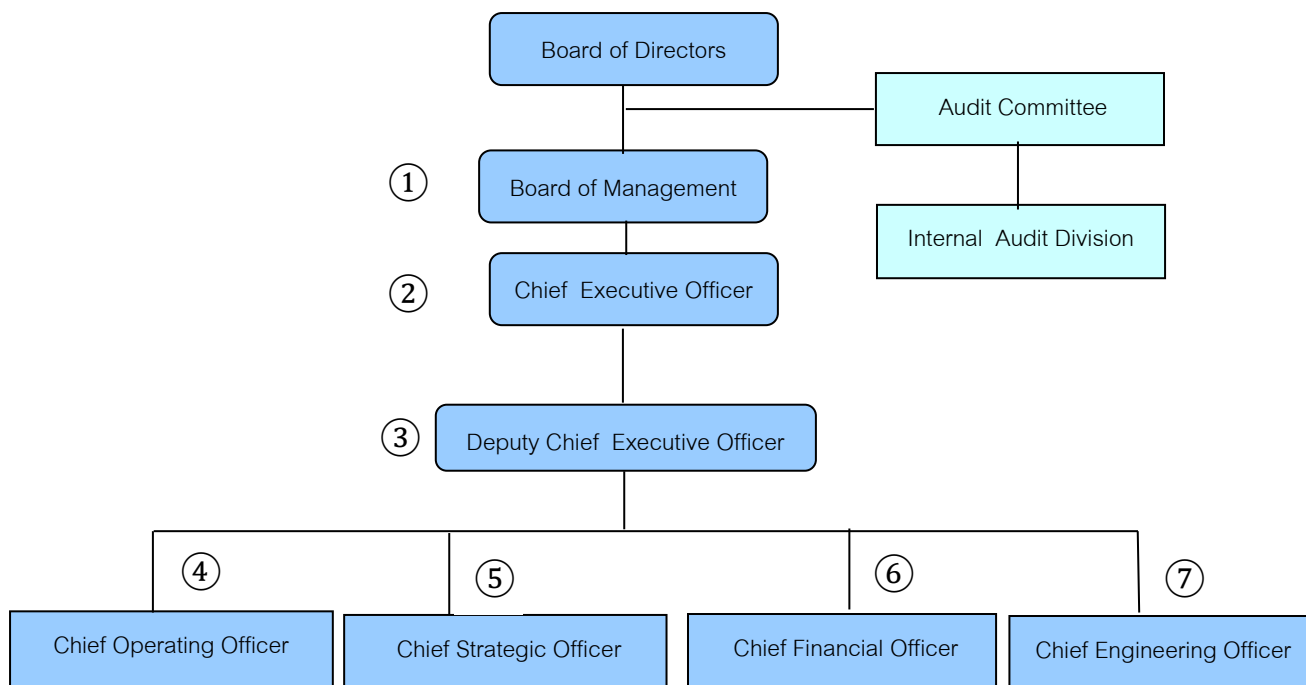 Board of Directors
Audit Committee
① Board of Management
Internal Audit Division
② Chief Executive Officer
③ Deputy Chief Executive Officer
④ ⑤ ⑥ ⑦
Chief Operating Officer
Chief Strategic Officer
Chief Financial Officer
Chief Engineering Officer